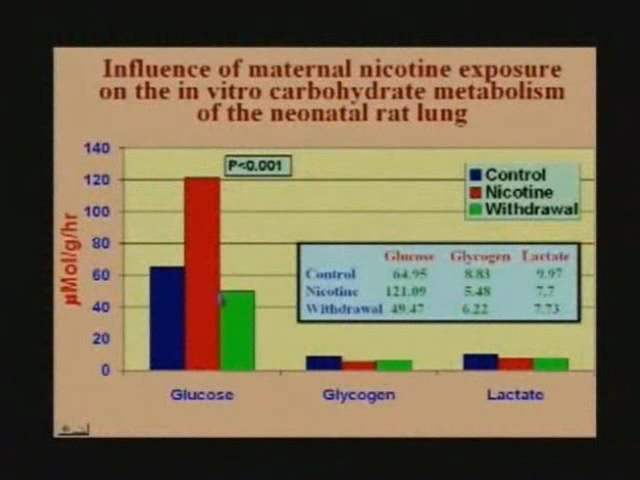 Influence of maternal nicotine exposure
on the in vitro carbohydrate metabolism
of the neonatal rat lung
140
120
100
80
60
40
20
0
µMol/g/hr
P<0.001
Control
Nicotine
Withdrawal
Glucose Glycogen Lactate
Control 64.95 8.83 9.97
Nicotine 121.09 5.48 7.7
Withdrawal 49.47 6.22 7.73
Glucose Glycogen Lactate